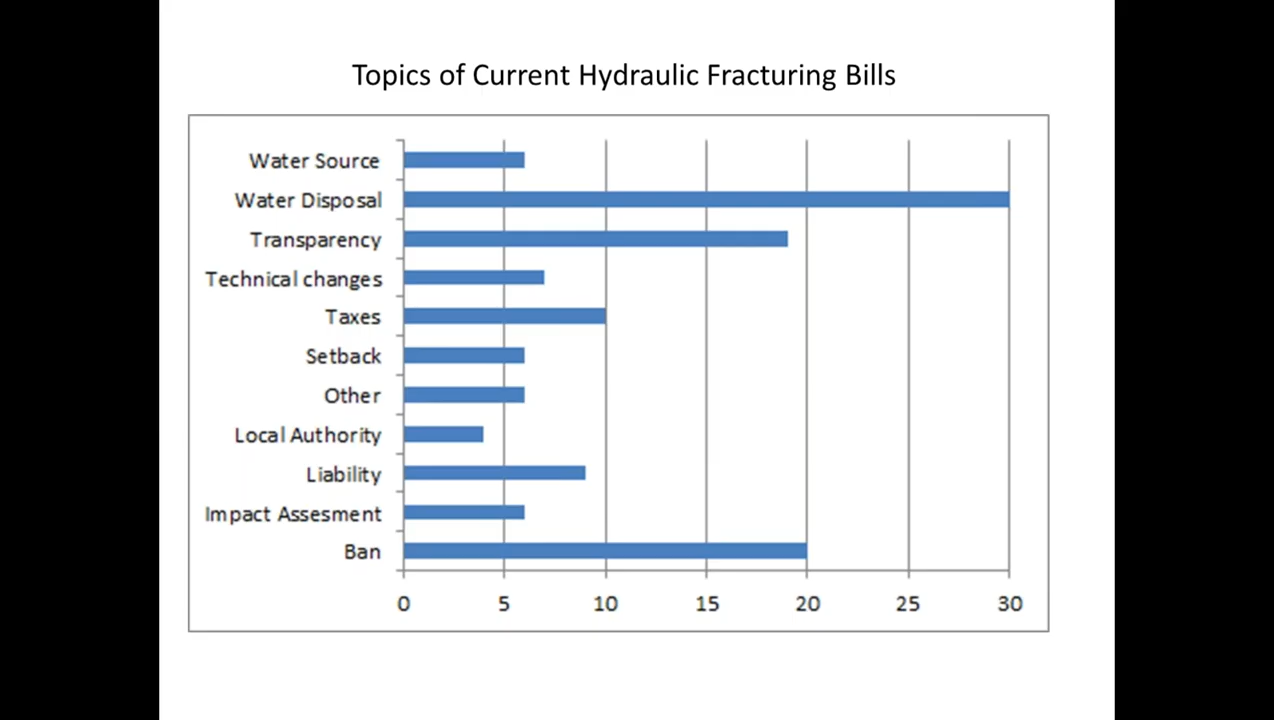 Topics of Current Hydraulic Fracturing Bills
Water Source
Water Disposal
Transparency
Technical changes
Taxes
Setback
Other
Local Authority
Liability
Impact Assesment
Ban
0 5 10 15 20 25 30